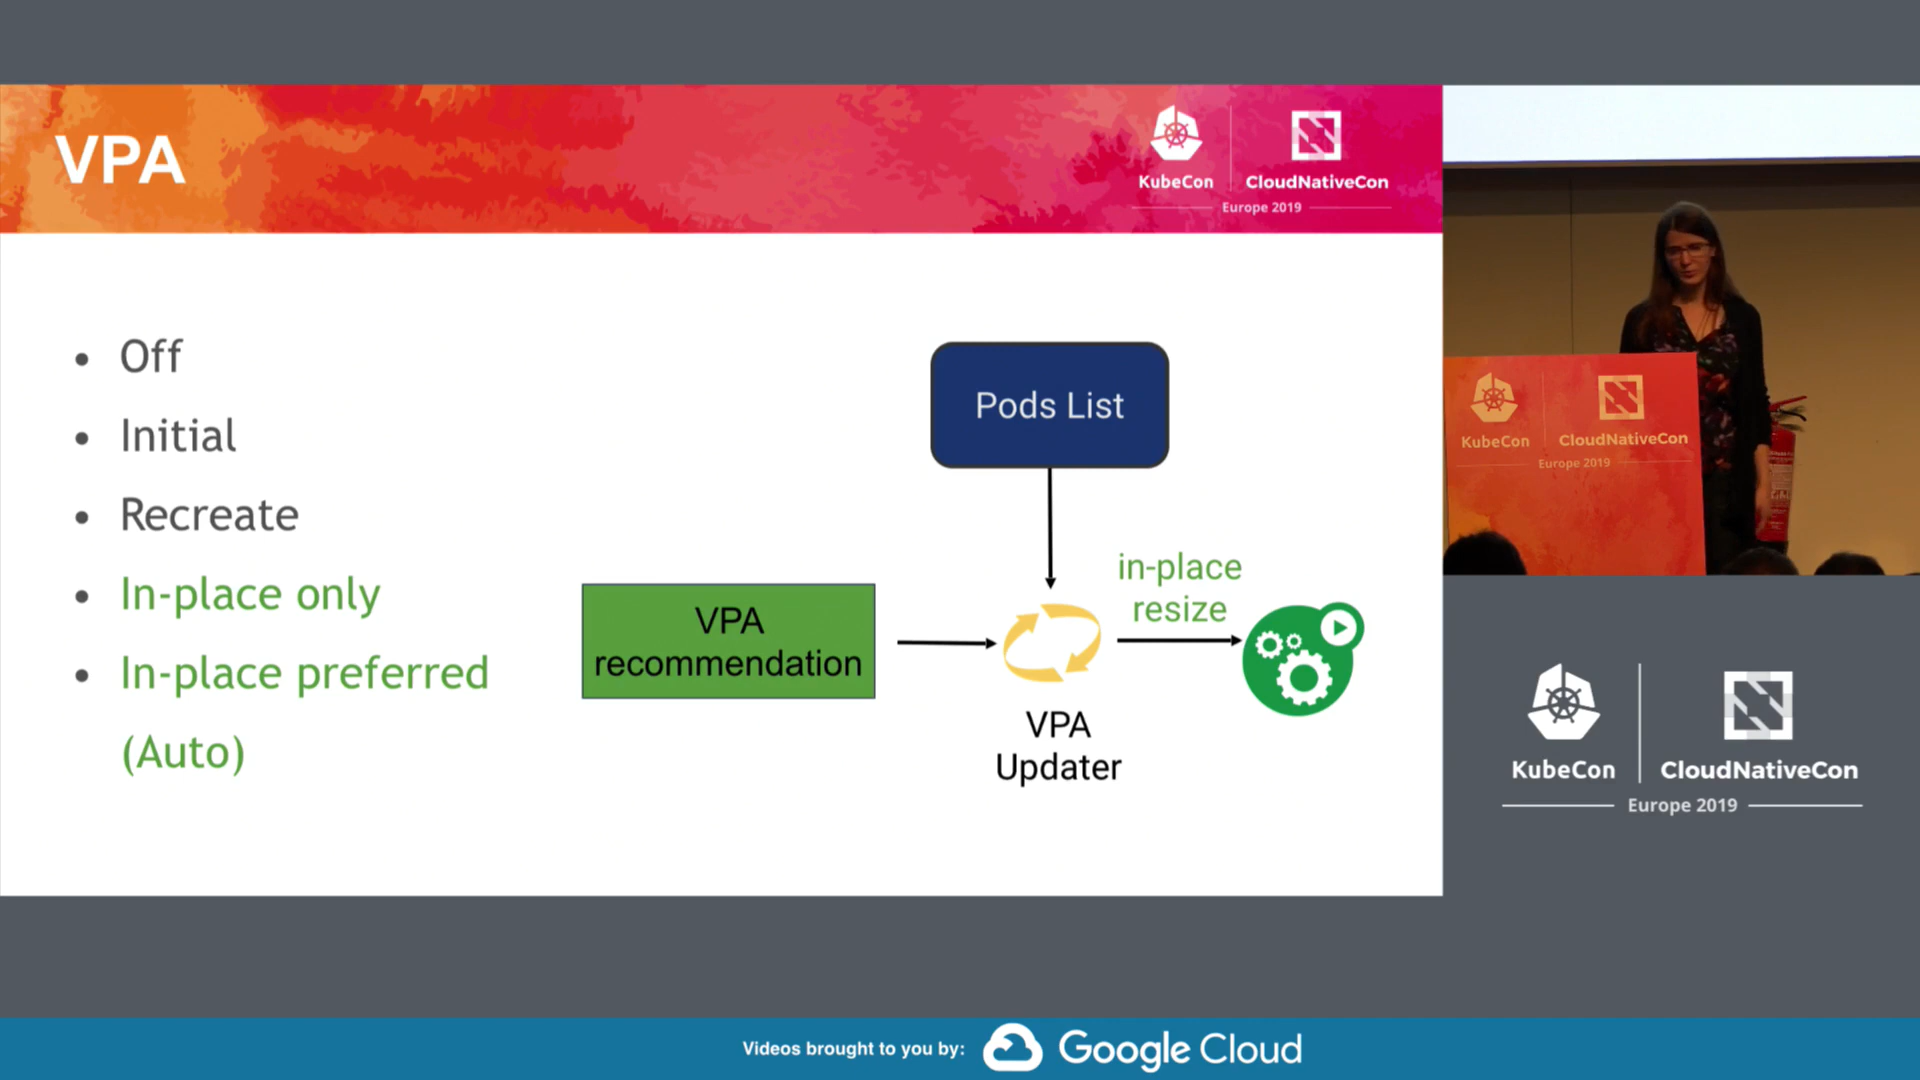 VPA
KubeCon
CloudNativeCon
Europe 2019
Off
Initial
Recreate
In-place only
In-place preferred
(Auto)
Pods List
VPA
recommendation
in-place
resize
VPA
Updater
KubeCon
CloudNativeCon
Europe 2019
KubeCon
CloudNativeCon
Europe 2019
Videos brought to you by:
Google Cloud